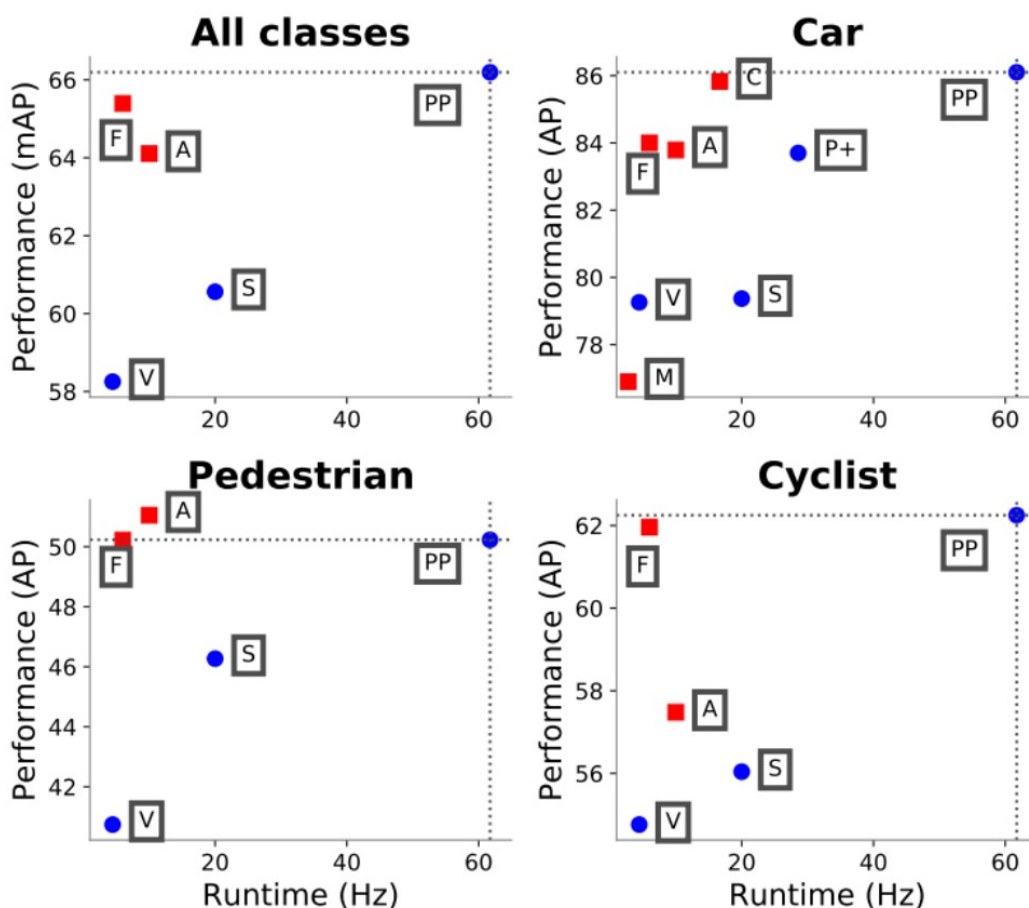 All classes
Performance (mAP)
66
64
62
60
58
F
A
PP
S
V
20
40
60
Car
Performance (AP)
86
84
82
80
78
C
PP
F
A
P+
V
S
M
20
40
60
Pedestrian
Performance (AP)
50
48
46
44
42
A
F
PP
S
V
20
40
60
Runtime (Hz)
Cyclist
Performance (AP)
62
60
58
56
F
PP
A
S
V
20
40
60
Runtime (Hz)